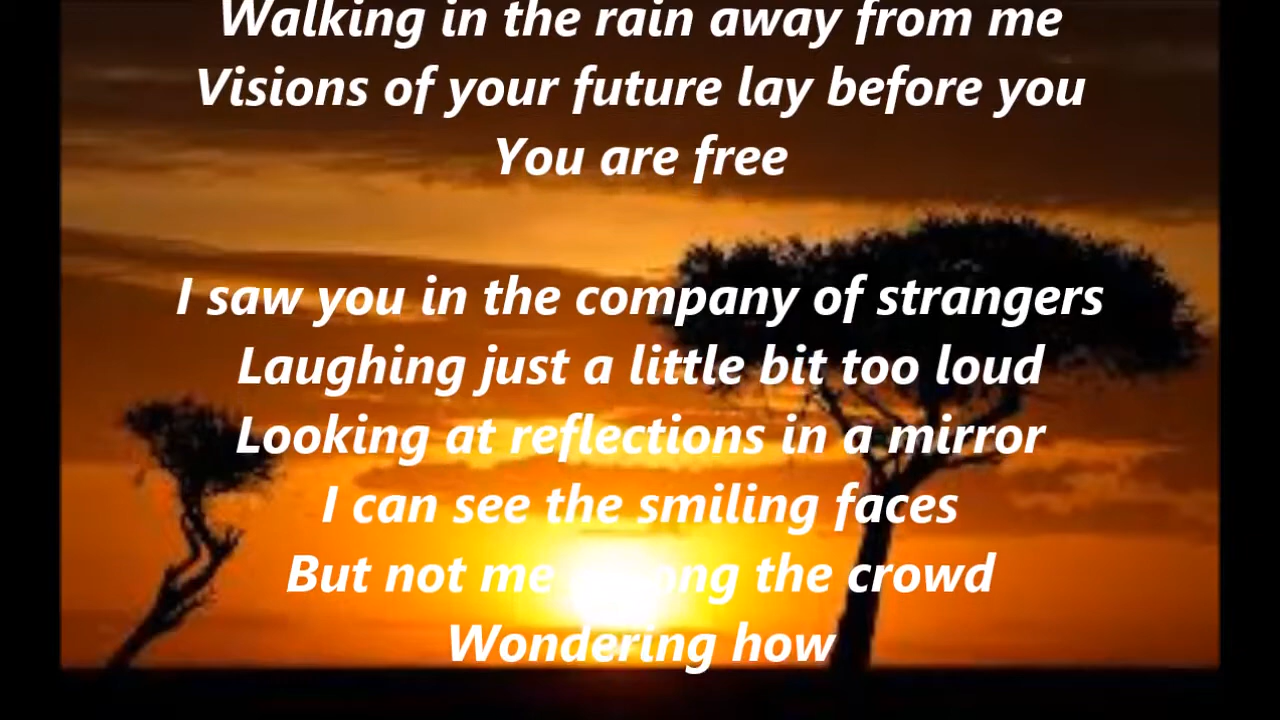 Walking in the rain away from me
Visions of your future lay before you
You are free
I saw you in the company of strangers
Laughing just a little bit too loud
Looking at reflections in a mirror
I can see the smiling faces
But not me among the crowd
Wondering how